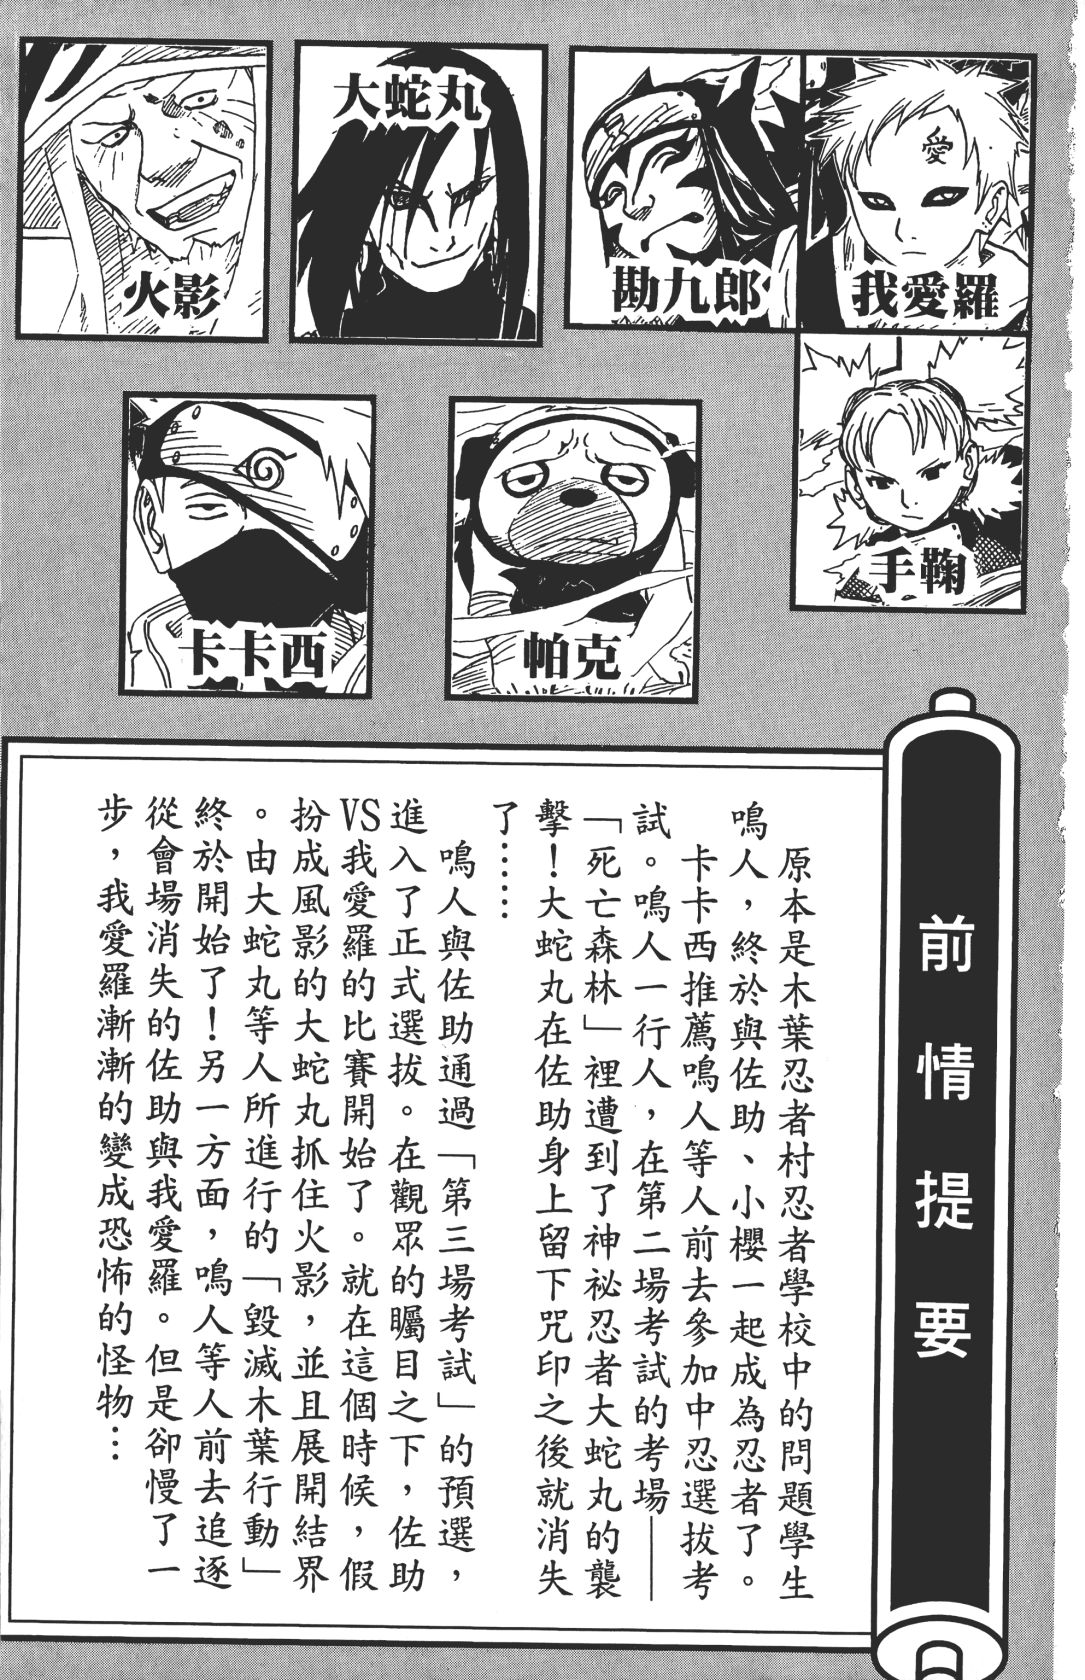 我愛羅
愛
勘九郎
大蛇丸
火影
手鞠
帕克
卡卡西
前情提要
原本是木葉忍者村忍者學校中的問題學生
鳴人，終於與佐助、小櫻一起成為忍者了。
卡卡西推薦鳴人等人前去參加中忍選拔考
試。鳴人一行人，在第二場考試的考場——
「死亡森林」裡遭到了神祕忍者大蛇丸的襲
擊！大蛇丸在佐助身上留下咒印之後就消失
了……
鳴人與佐助通過「第三場考試」的預選，
進入了正式選拔。在觀眾的矚目之下，佐助
VS我愛羅的比賽開始了。就在這個時候，假
扮成風影的大蛇丸抓住火影，並且展開結界
。由大蛇丸等人所進行的「毀滅木葉行動」
終於開始了！另一方面，鳴人等人前去追逐
從會場消失的佐助與我愛羅。但是卻慢了一
步，我愛羅漸漸的變成恐怖的怪物…